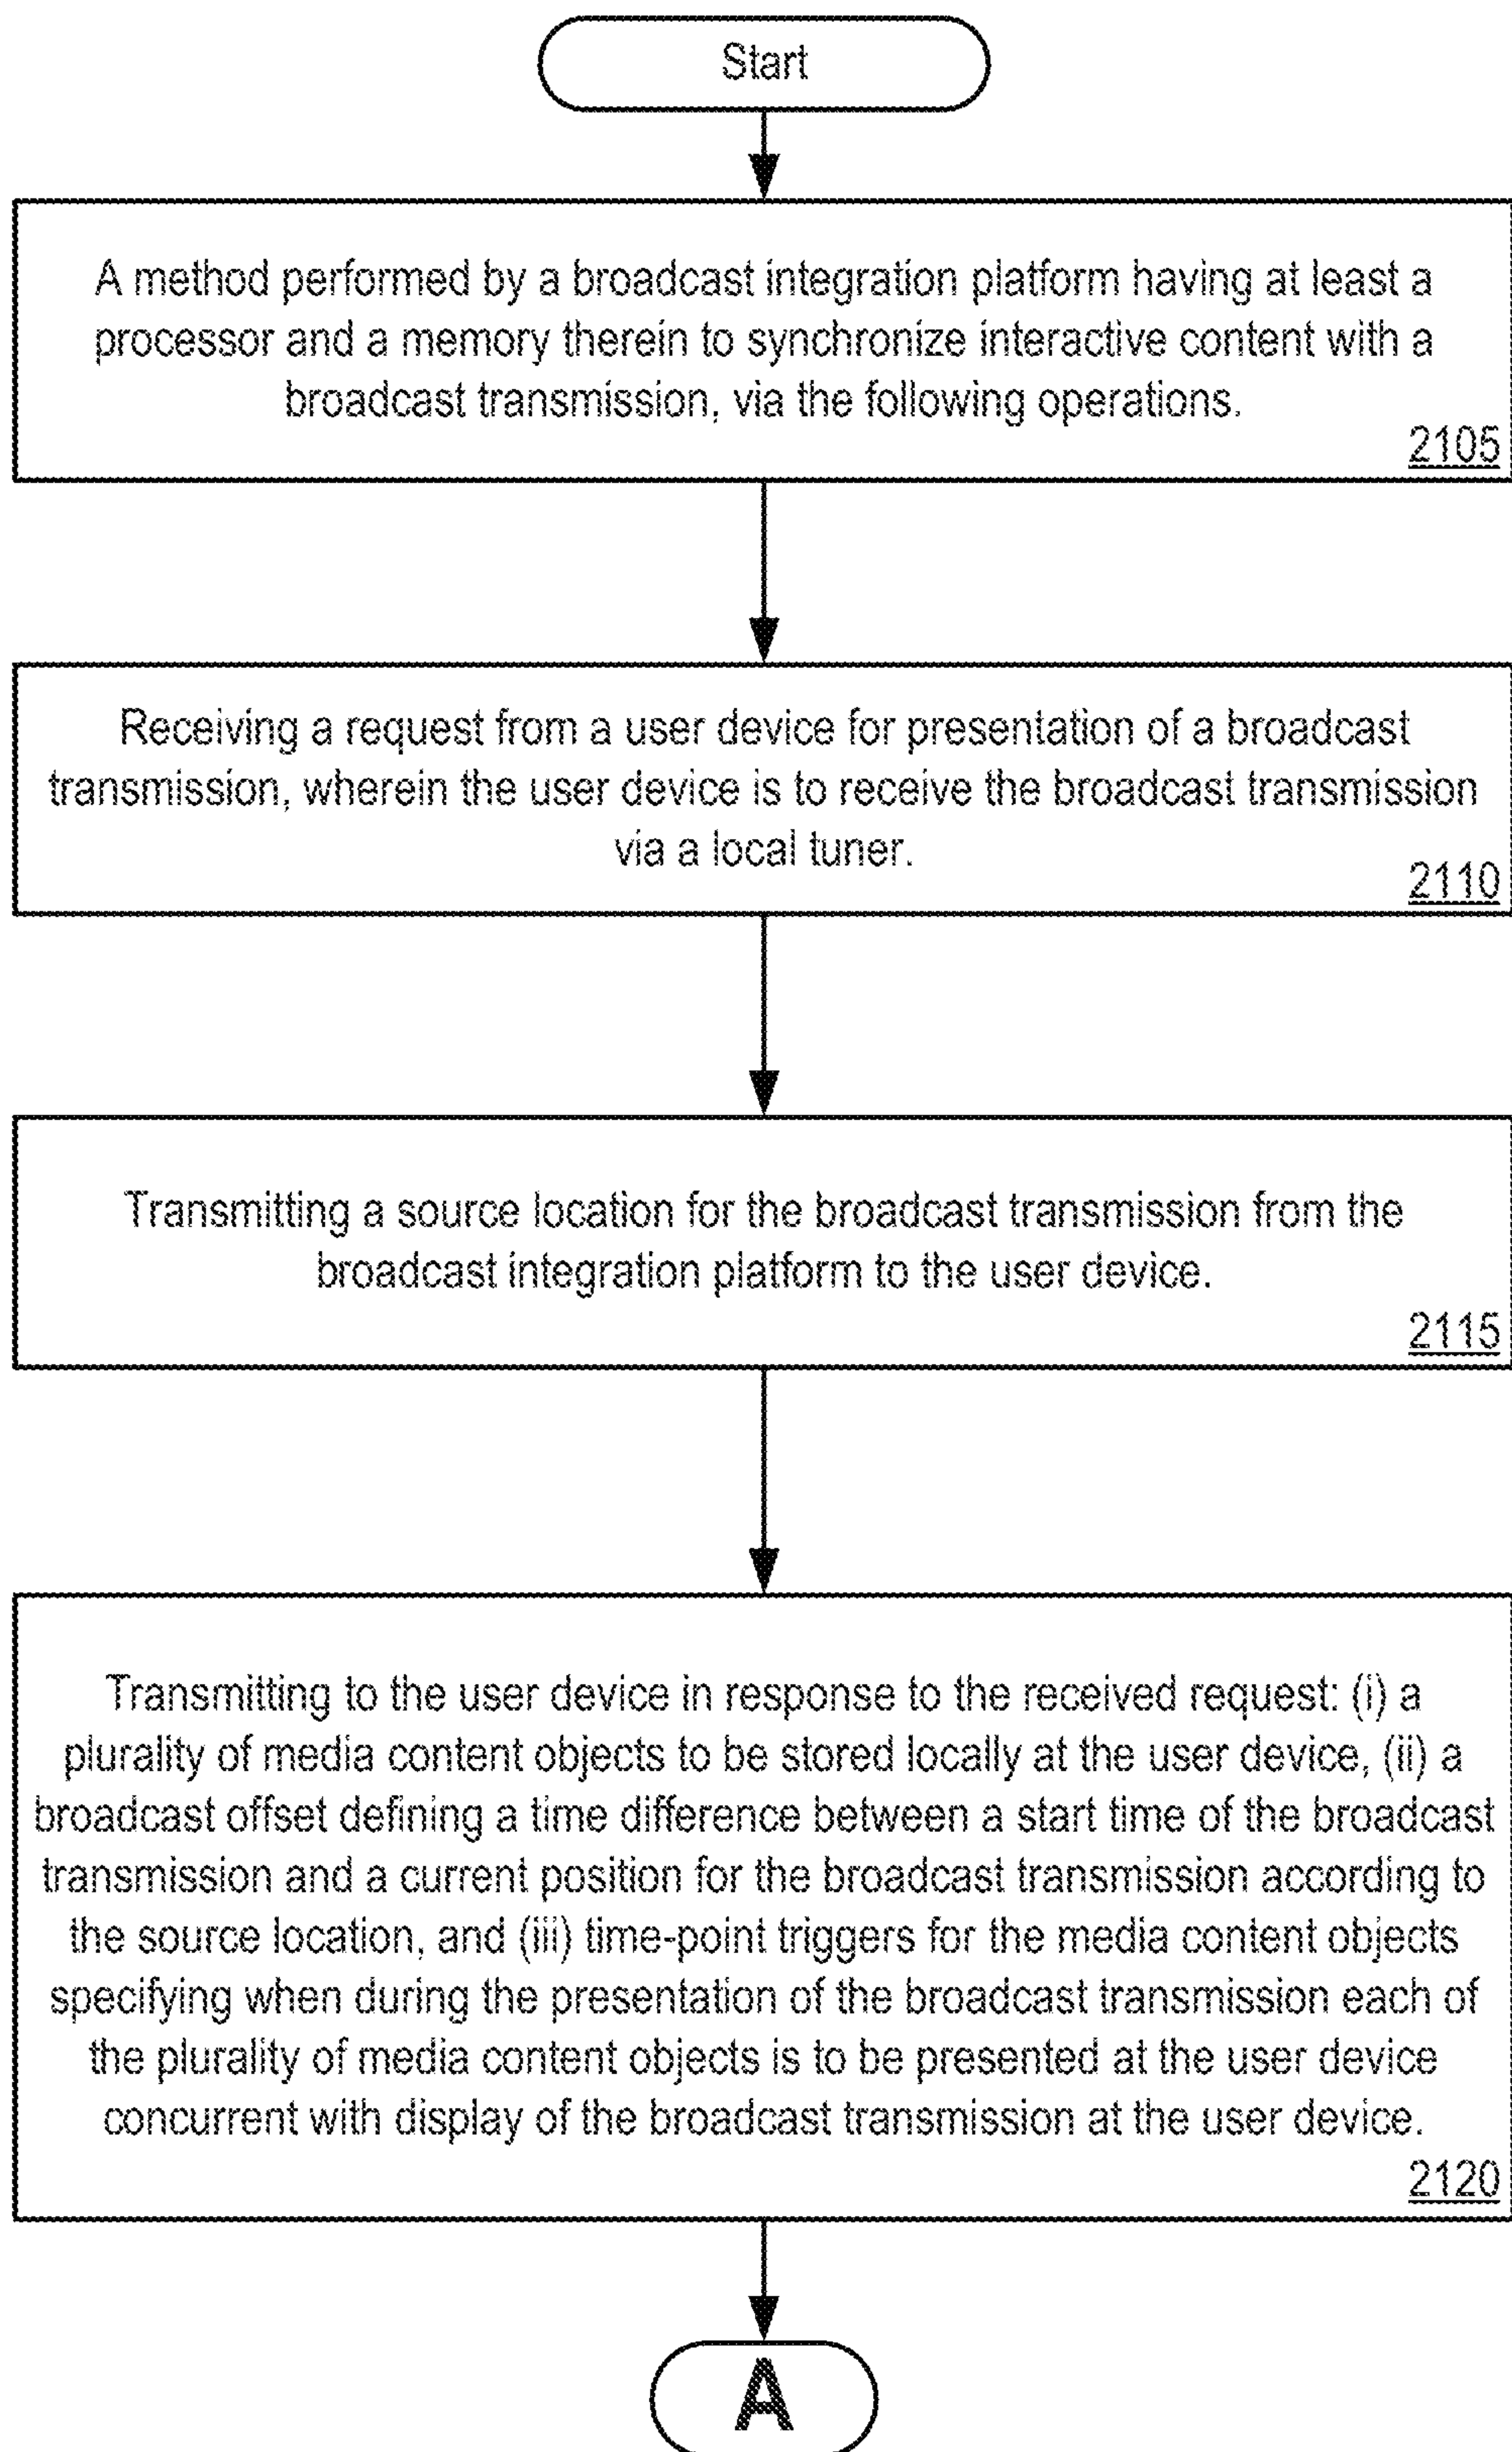 Start
A method performed by a broadcast integration platform having at least a
processor and a memory therein to synchronize interactive content with a
broadcast transmission, via the following operations.
2105
Receiving a request from a user device for presentation of a broadcast
transmission, wherein the user device is to receive the broadcast transmission
via a local tuner.
2110
Transmitting a source location for the broadcast transmission from the
broadcast integration platform to the user device.
2115
Transmitting to the user device in response to the received request: (i) a
plurality of media content objects to be stored locally at the user device, (ii) a
broadcast offset defining a time difference between a start time of the broadcast
transmission and a current position for the broadcast transmission according to
the source location, and (iii) time-point triggers for the media content objects
specifying when during the presentation of the broadcast transmission each of
the plurality of media content objects is to be presented at the user device
concurrent with display of the broadcast transmission at the user device.
2120
A